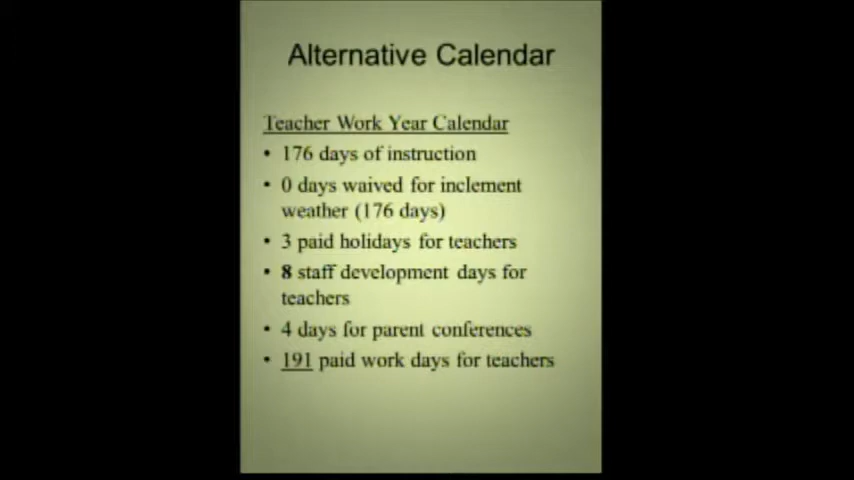 Alternative Calendar
Teacher Work Year Calendar
• 176 days of instruction
• 0 days waived for inclement
weather (176 days)
• 3 paid holidays for teachers
• 8 staff development days for
teachers
• 4 days for parent conferences
• 191 paid work days for teachers